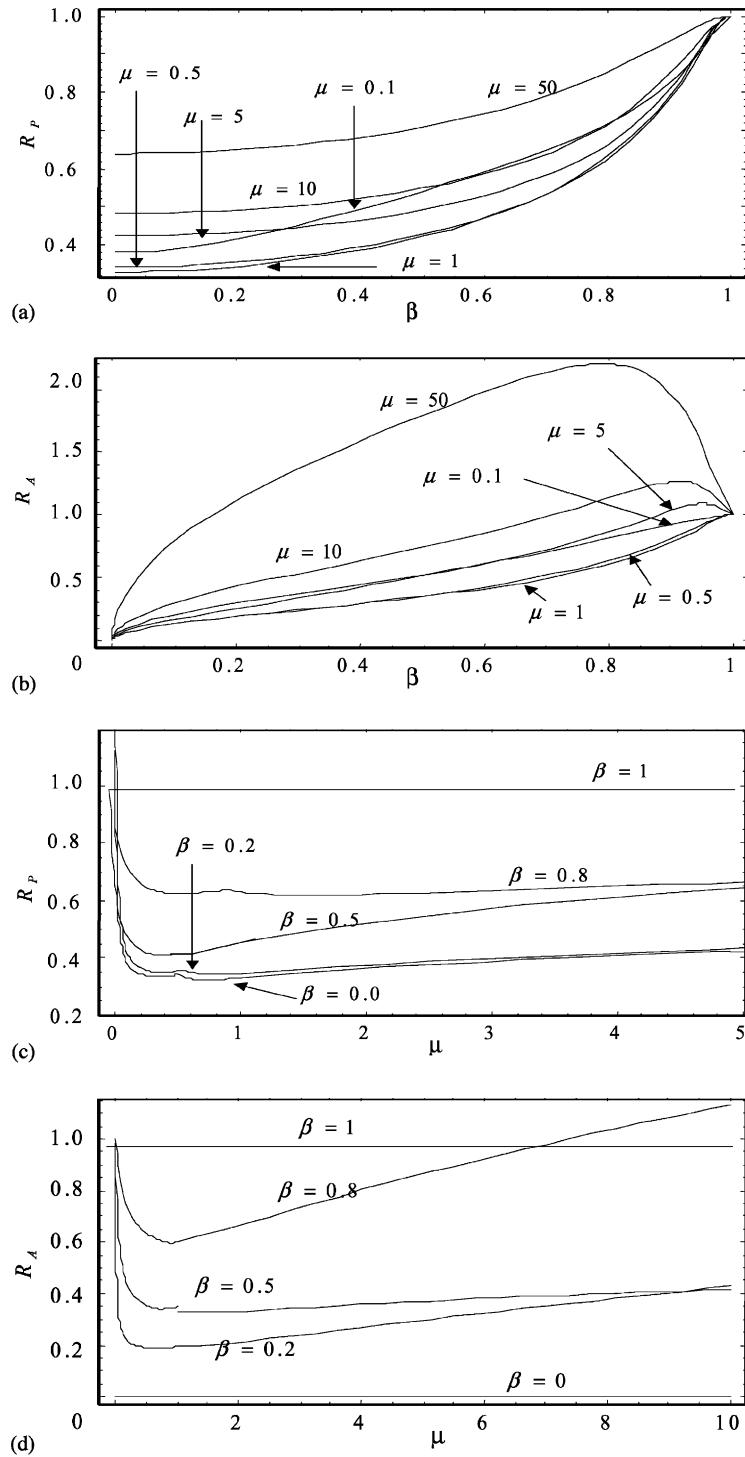 1.0
μ = 0.5
μ = 0.1
μ = 50
0.8
μ = 5
R_P
0.6
μ = 10
0.4
μ = 1
0 0.2 0.4 0.6 0.8 1
(a)
β
2.0
μ = 50
μ = 5
1.5
μ = 0.1
R_A
1.0
μ = 10
0.5
μ = 0.5
μ = 1
0 0.2 0.4 0.6 0.8 1
(b)
β
1.0
β = 1
β = 0.2
0.8
β = 0.8
R_P
0.6
β = 0.5
0.4
β = 0.0
0.2
0 1 2 3 4 5
(c)
μ
β = 1
1.0
β = 0.8
0.8
R_A
0.6
β = 0.5
0.4
β = 0.2
0.2
β = 0
0 2 4 6 8 10
(d)
μ